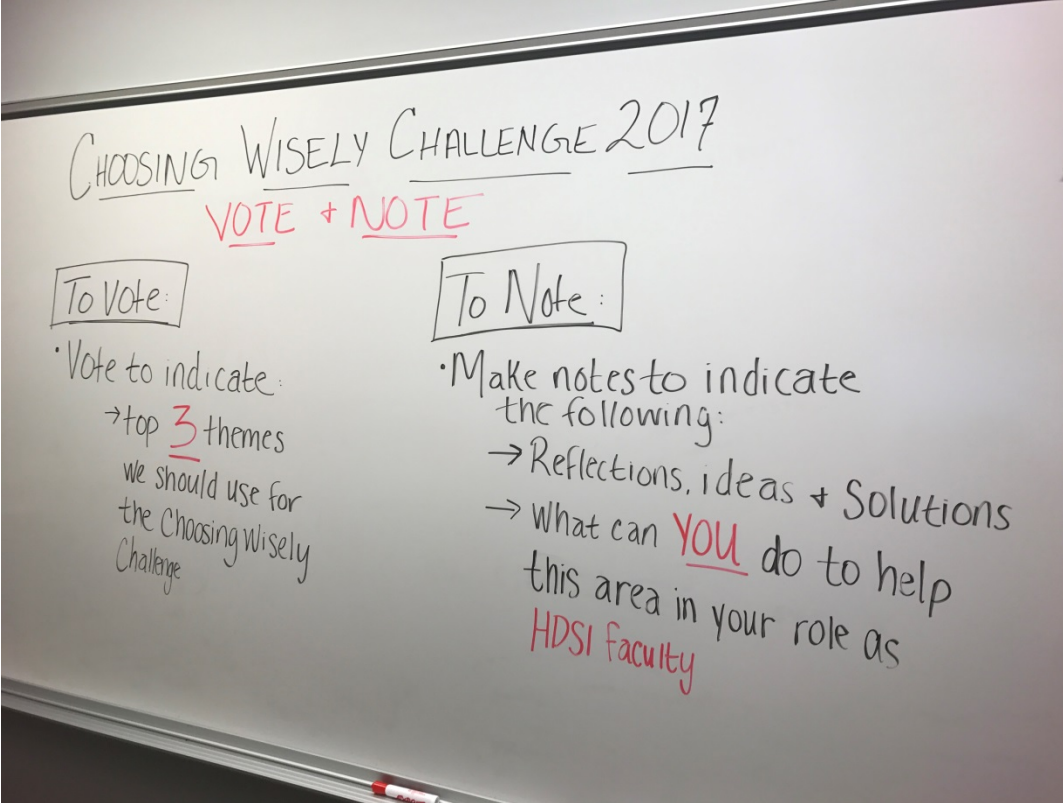 CHOOSING WISELY CHALLENGE 2017
VOTE + NOTE
To Vote:
• Vote to indicate:
→ top 3 themes
we should use for
the Choosing Wisely
Challenge
To Note:
• Make notes to indicate
the following:
→ Reflections, ideas + Solutions
→ What can YOU do to help
this area in your role as
HDSI faculty